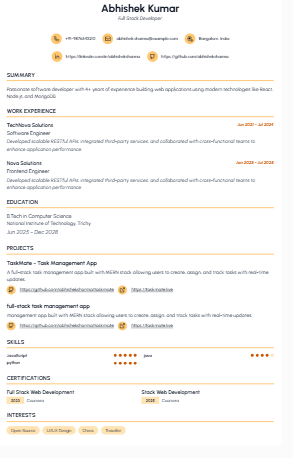 Abhishek Kumar
Full Stack Developer
abhishek.sharma@example.com
Bangalore, India
https://linkedin.com/in/abhisheksharma
https://github.com/abhisheksharma
SUMMARY
Passionate software developer with 4+ years of experience building web applications using modern technologies like React,
Node.js, and MongoDB.
WORK EXPERIENCE
TechNova Solutions
Jun 2021 - Jul 2024
Software Engineer
Developed scalable RESTful APIs, integrated third-party services, and collaborated with cross-functional teams to
enhance application performance.
Nova Solutions
Jan 2023 - Jul 2023
Frontend Engineer
Developed scalable RESTful APIs, integrated third-party services, and collaborated with cross-functional teams to
enhance application performance.
EDUCATION
B.Tech in Computer Science
National Institute of Technology, Trichy
Jun 2025 – Dec 2028
PROJECTS
TaskMate - Task Management App
A full-stack task management app built with MERN stack allowing users to create, assign, and track tasks with real-time
updates.
https://github.com/abhisheksharma/taskmate
https://taskmate.live
full-stack task management app
management app built with MERN stack allowing users to create, assign, and track tasks with real-time updates.
https://github.com/abhisheksharma/taskmate
https://taskmate.live
SKILLS
JavaScript
java
python
CERTIFICATIONS
Full Stack Web Development
Stack Web Development
2023 Coursera
2025 Coursera
INTERESTS
Open Source
UI/UX Design
Chess
Traveller